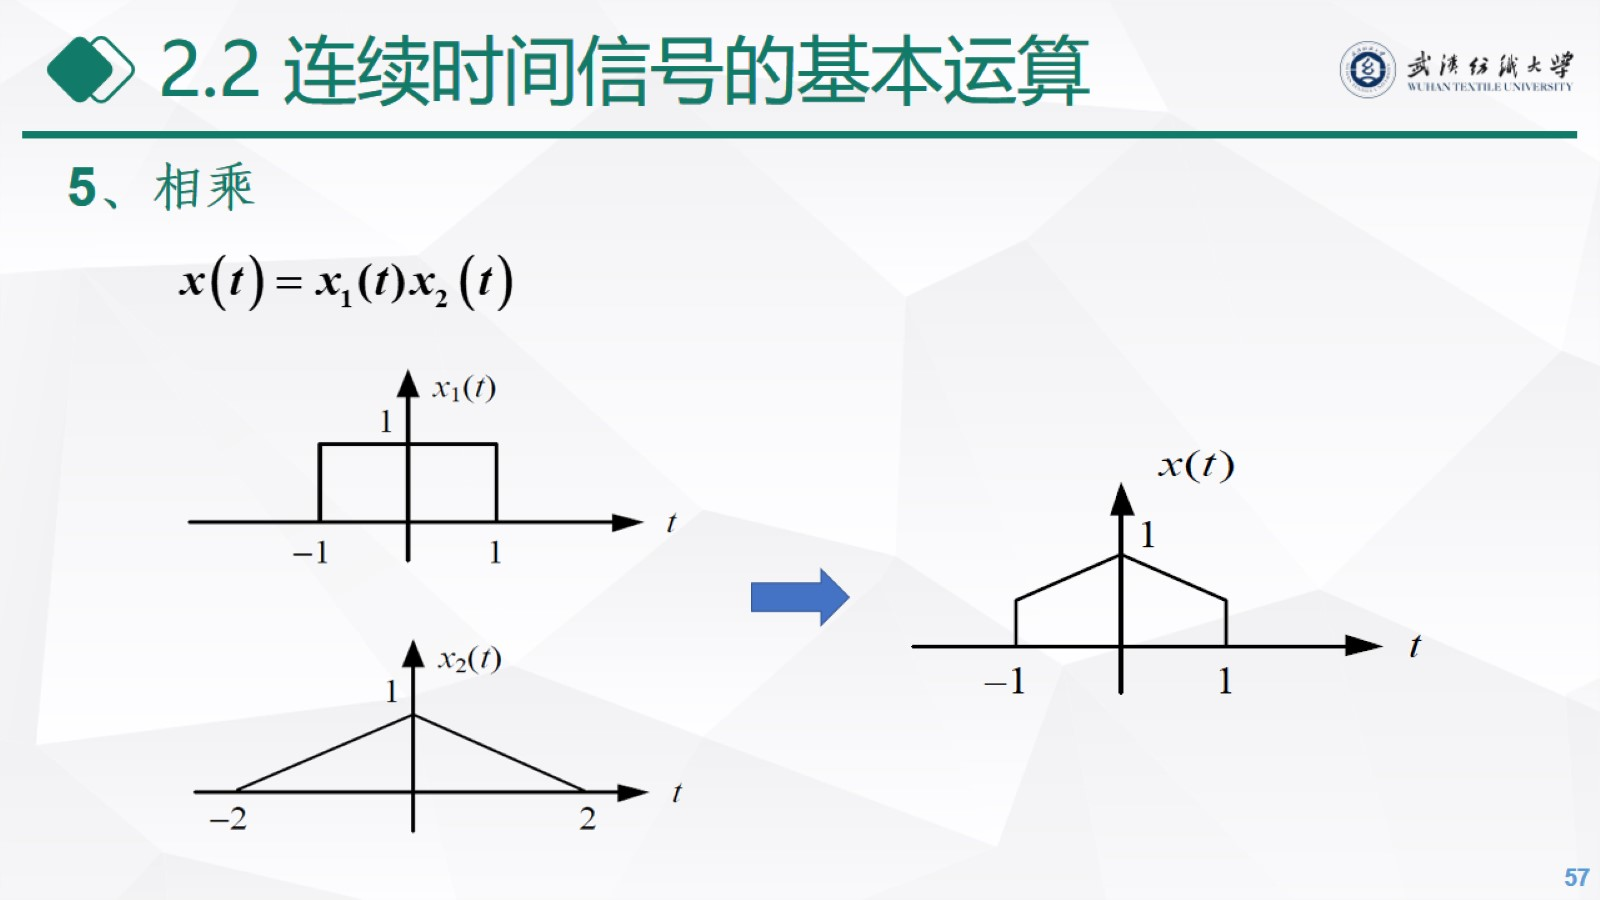 2.2 连续时间信号的基本运算
武汉纺织大学
WUHAN TEXTILE UNIVERSITY
5、相乘
x(t) = x₁(t)x₂(t)
x₁(t)
1
t
−1
1
x₂(t)
1
t
−2
2
x(t)
1
t
−1
1
57